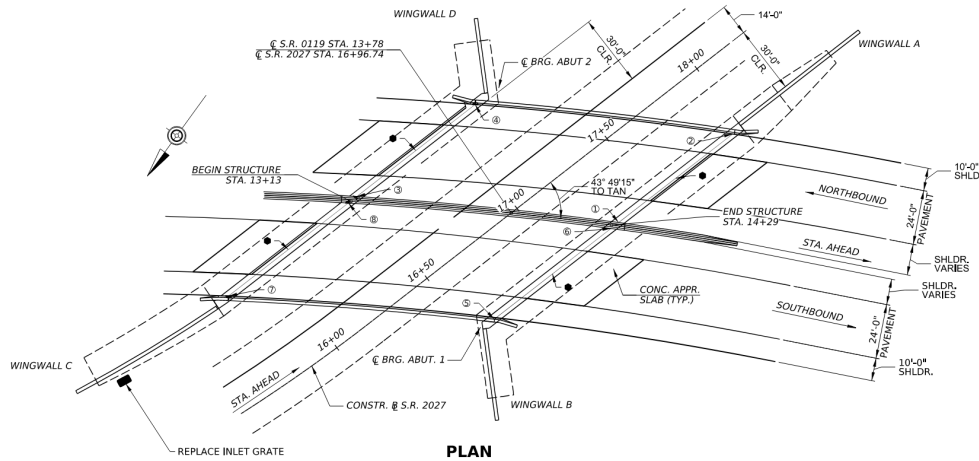 WINGWALL D
℄ S.R. 0119 STA. 13+78
℄ S.R. 2027 STA. 16+96.74
30'-0"
CLR.
14'-0"
30'-0"
CLR.
WINGWALL A
℄ BRG. ABUT 2
18+00
④
17+50
②
BEGIN STRUCTURE
STA. 13+13
③
⑧
43° 49'15"
TO TAN
17+00
①
⑥
END STRUCTURE
STA. 14+29
NORTHBOUND
10'-0"
SHLD.
24'-0"
PAVEMENT
STA. AHEAD
SHLDR.
VARIES
SHLDR.
VARIES
16+50
CONC. APPR.
SLAB (TYP.)
SOUTHBOUND
24'-0"
PAVEMENT
⑦
⑤
16+00
WINGWALL C
℄ BRG. ABUT. 1
10'-0"
SHLDR.
STA. AHEAD
CONSTR. B S.R. 2027
WINGWALL B
REPLACE INLET GRATE
PLAN